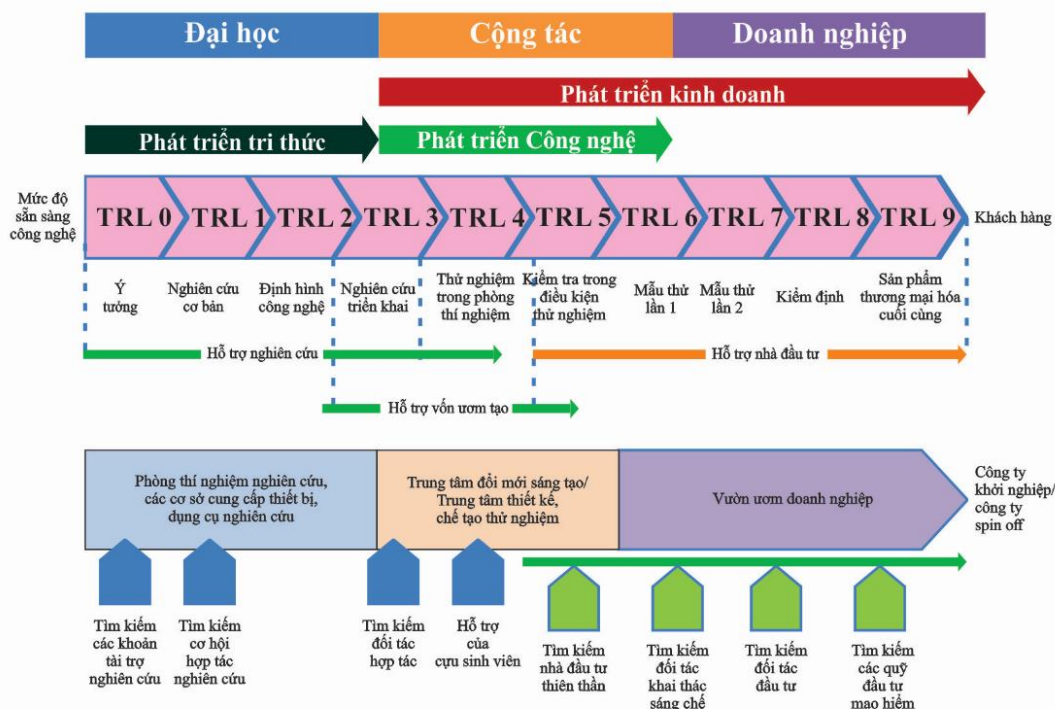 Đại học
Cộng tác
Doanh nghiệp
Phát triển kinh doanh
Phát triển tri thức
Phát triển Công nghệ
Mức độ
sẵn sàng
công nghệ
TRL 0
TRL 1
TRL 2
TRL 3
TRL 4
TRL 5
TRL 6
TRL 7
TRL 8
TRL 9
Khách hàng
Ý
tưởng
Nghiên cứu
cơ bản
Định hình
công nghệ
Nghiên cứu
triển khai
Thử nghiệm
trong phòng
thí nghiệm
Kiểm tra trong
điều kiện
thử nghiệm
Mẫu thử
lần 1
Mẫu thử
lần 2
Kiểm định
Sản phẩm
thương mại hóa
cuối cùng
Hỗ trợ nghiên cứu
Hỗ trợ nhà đầu tư
Hỗ trợ vốn ươm tạo
Phòng thí nghiệm nghiên cứu,
các cơ sở cung cấp thiết bị,
dụng cụ nghiên cứu
Trung tâm đổi mới sáng tạo/
Trung tâm thiết kế,
chế tạo thử nghiệm
Vườn ươm doanh nghiệp
Công ty
khởi nghiệp/
công ty
spin off
Tìm kiếm
các khoản
tài trợ
nghiên cứu
Tìm kiếm
cơ hội
hợp tác
nghiên cứu
Tìm kiếm
đối tác
hợp tác
Hỗ trợ
của
cựu sinh viên
Tìm kiếm
nhà đầu tư
thiên thần
Tìm kiếm
đối tác
khai thác
sáng chế
Tìm kiếm
đối tác
đầu tư
Tìm kiếm
các quỹ
đầu tư
mạo hiểm